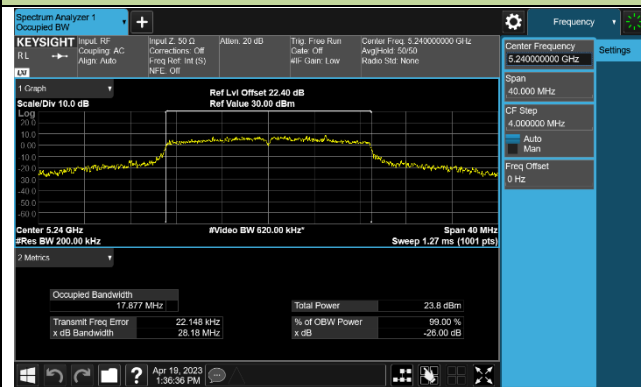 Spectrum Analyzer 1
Occupied BW
+
Frequency
KEYSIGHT
RL
LXI
Input: RF
Coupling: AC
Align: Auto
Input Z: 50 Ω
Corrections: Off
Freq Ref: Int (S)
NFE: Off
Atten: 20 dB
Trig: Free Run
Gate: Off
#IF Gain: Low
Center Freq: 5.240000000 GHz
Avg|Hold: 50/50
Radio Std: None
Center Frequency
5.240000000 GHz
Settings
Span
40.000 MHz
CF Step
4.000000 MHz
Auto
Man
Freq Offset
0 Hz
1 Graph
Scale/Div 10.0 dB
Ref Lvl Offset 22.40 dB
Ref Value 30.00 dBm
Log
20.0
10.0
0.00
-10.0
-20.0
-30.0
-40.0
-50.0
-60.0
Center 5.24 GHz
#Video BW 620.00 kHz*
Span 40 MHz
#Res BW 200.00 kHz
Sweep 1.27 ms (1001 pts)
2 Metrics
Occupied Bandwidth
17.877 MHz
Total Power
23.8 dBm
Transmit Freq Error
22.148 kHz
% of OBW Power
99.00 %
x dB Bandwidth
28.18 MHz
x dB
-26.00 dB
?
Apr 19, 2023
1:36:36 PM